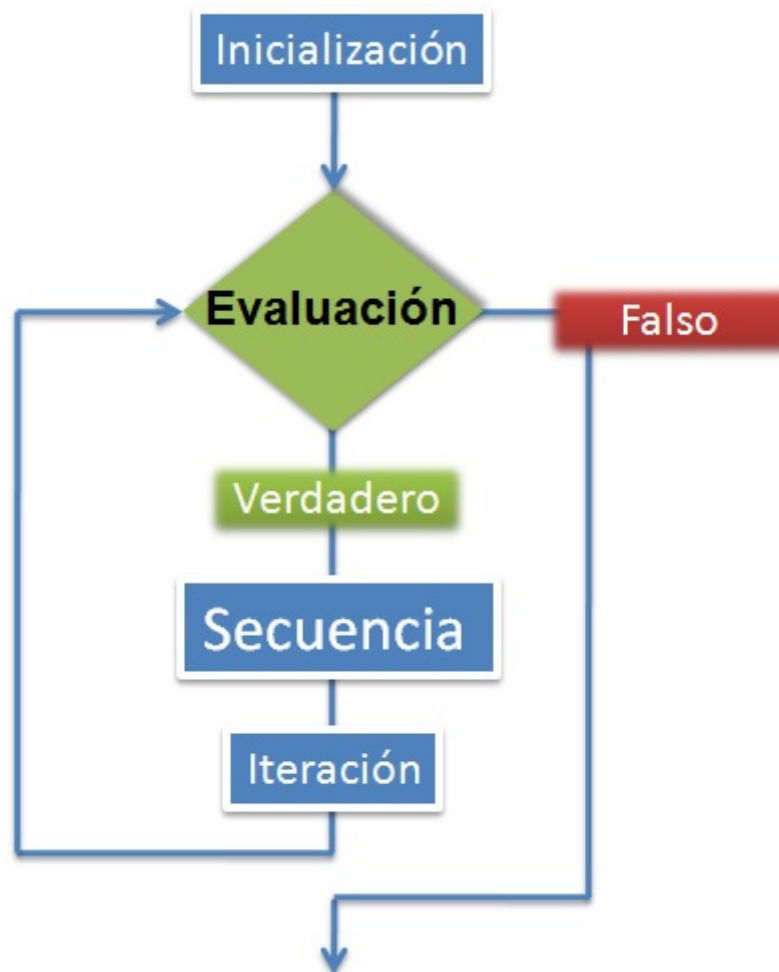 Inicialización
Evaluación
Falso
Verdadero
Secuencia
Iteración